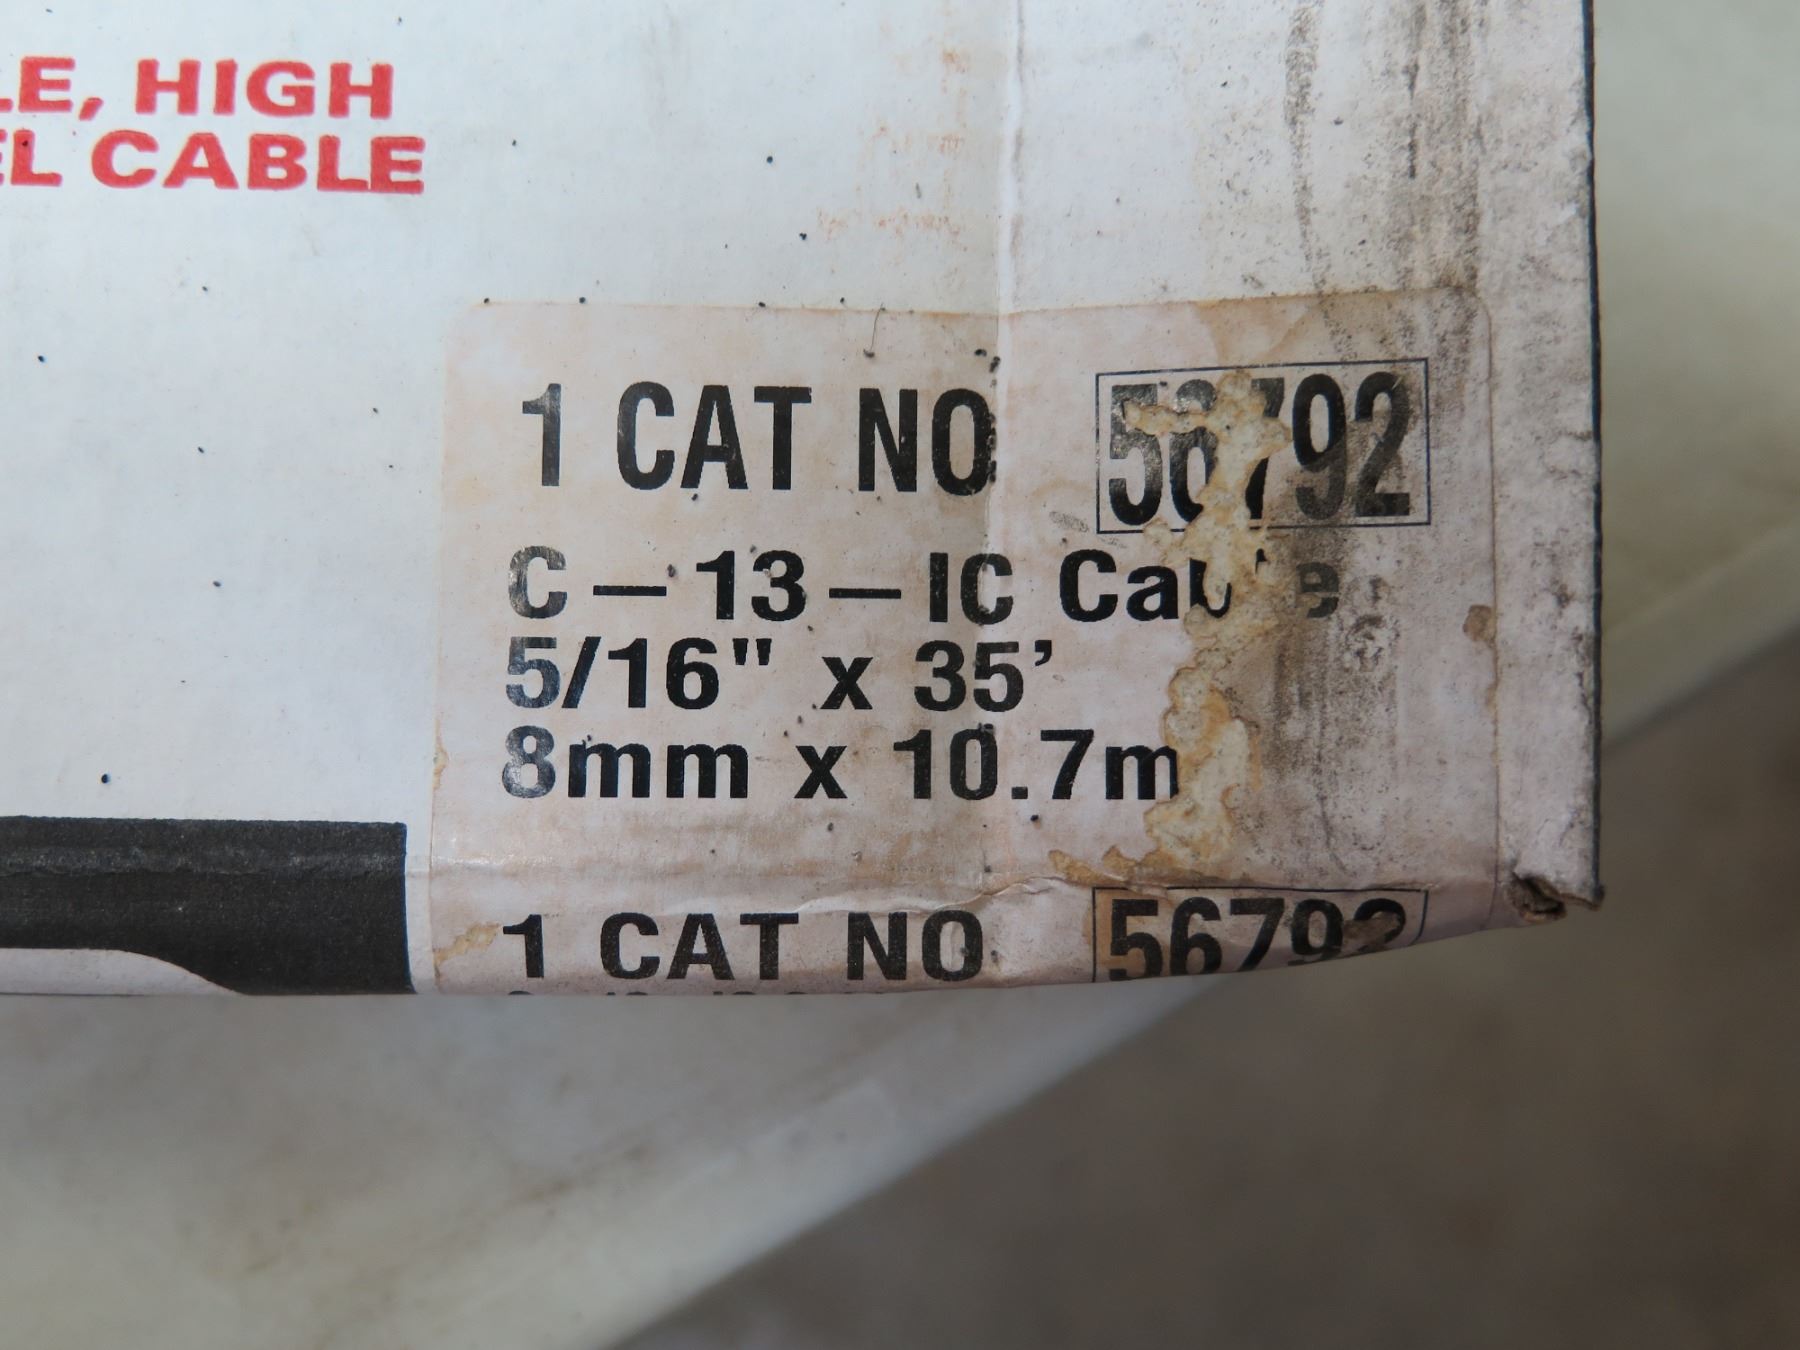 LE, HIGH
EL CABLE
1 CAT NO 56792
C – 13 – IC Cable
5/16" x 35'
8mm x 10.7m
1 CAT NO 56792